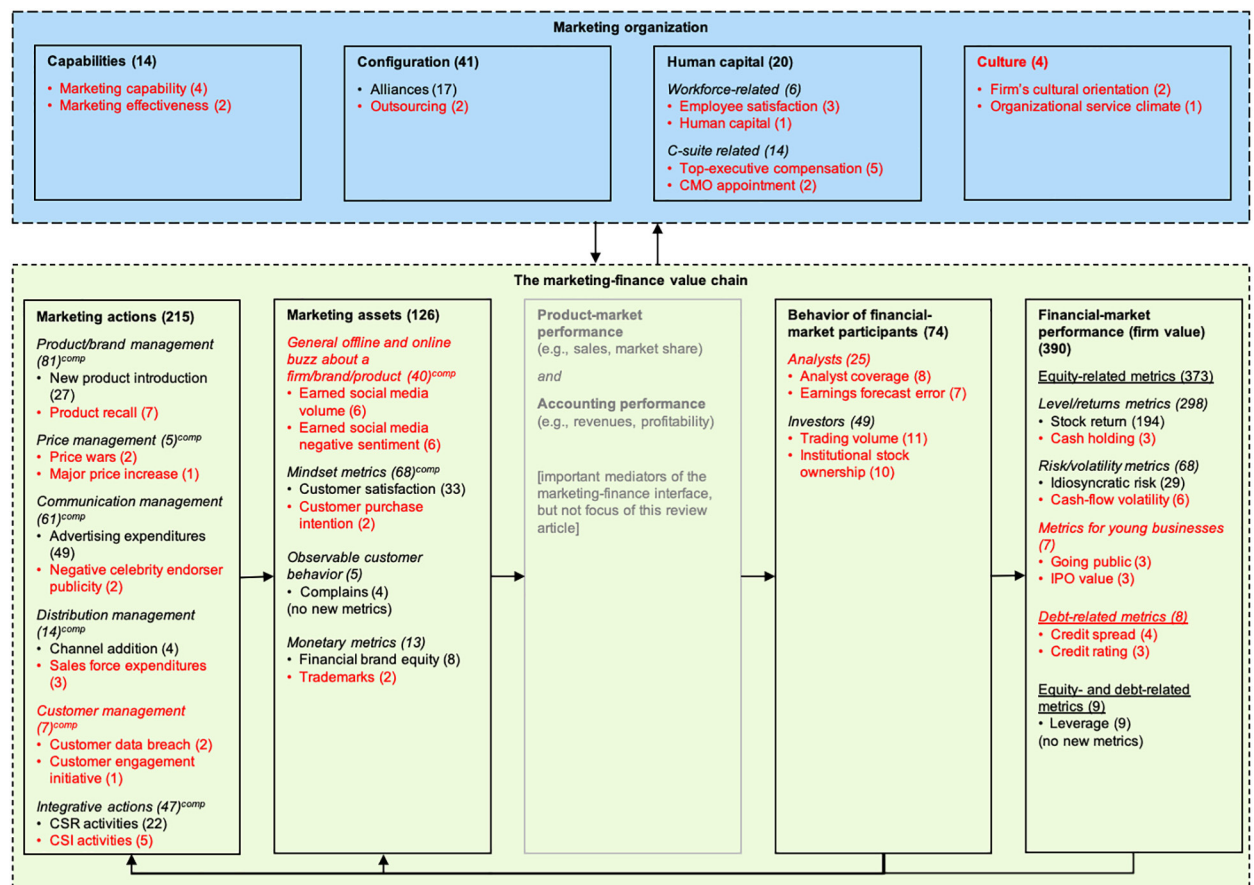 Marketing organization
Capabilities (14)
• Marketing capability (4)
• Marketing effectiveness (2)
Configuration (41)
• Alliances (17)
• Outsourcing (2)
Human capital (20)
Workforce-related (6)
• Employee satisfaction (3)
• Human capital (1)
C-suite related (14)
• Top-executive compensation (5)
• CMO appointment (2)
Culture (4)
• Firm's cultural orientation (2)
• Organizational service climate (1)
The marketing-finance value chain
Marketing actions (215)
Product/brand management
(81)comp
• New product introduction
(27)
• Product recall (7)
Price management (5)comp
• Price wars (2)
• Major price increase (1)
Communication management
(61)comp
• Advertising expenditures
(49)
• Negative celebrity endorser
publicity (2)
Distribution management
(14)comp
• Channel addition (4)
• Sales force expenditures
(3)
Customer management
(7)comp
• Customer data breach (2)
• Customer engagement
initiative (1)
Integrative actions (47)comp
• CSR activities (22)
• CSI activities (5)
Marketing assets (126)
General offline and online
buzz about a
firm/brand/product (40)comp
• Earned social media
volume (6)
• Earned social media
negative sentiment (6)
Mindset metrics (68)comp
• Customer satisfaction (33)
• Customer purchase
intention (2)
Observable customer
behavior (5)
• Complains (4)
(no new metrics)
Monetary metrics (13)
• Financial brand equity (8)
• Trademarks (2)
Product-market
performance
(e.g., sales, market share)
and
Accounting performance
(e.g., revenues, profitability)
[important mediators of the
marketing-finance interface,
but not focus of this review
article]
Behavior of financial-
market participants (74)
Analysts (25)
• Analyst coverage (8)
• Earnings forecast error (7)
Investors (49)
• Trading volume (11)
• Institutional stock
ownership (10)
Financial-market
performance (firm value)
(390)
Equity-related metrics (373)
Level/returns metrics (298)
• Stock return (194)
• Cash holding (3)
Risk/volatility metrics (68)
• Idiosyncratic risk (29)
• Cash-flow volatility (6)
Metrics for young businesses
(7)
• Going public (3)
• IPO value (3)
Debt-related metrics (8)
• Credit spread (4)
• Credit rating (3)
Equity- and debt-related
metrics (9)
• Leverage (9)
(no new metrics)